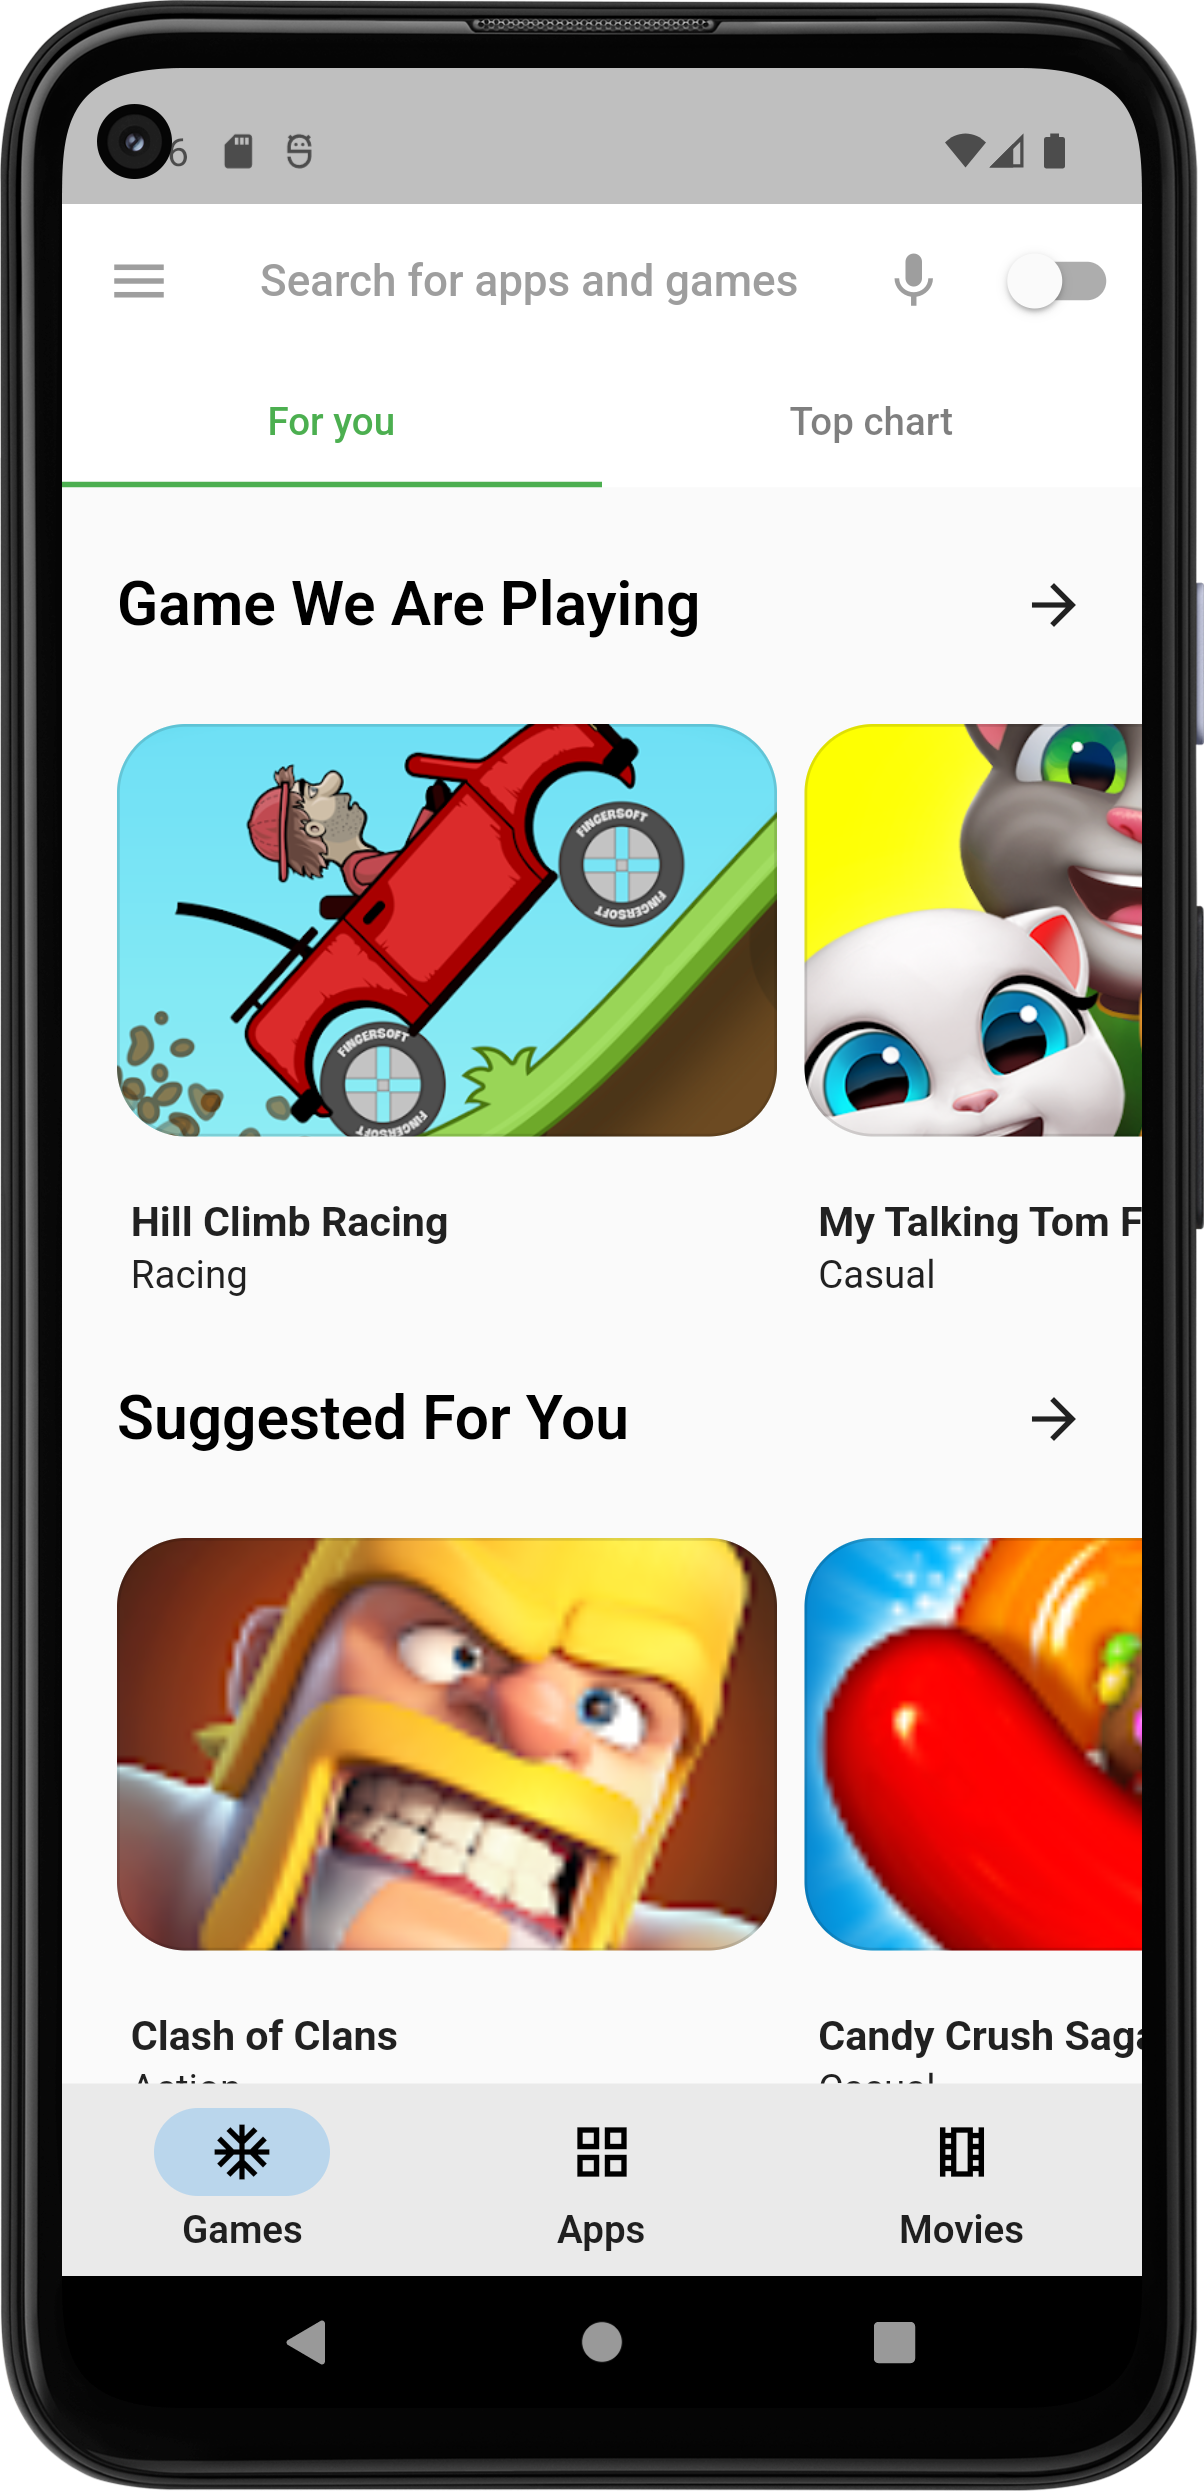 6
Search for apps and games
For you
Top chart
Game We Are Playing
FINGERSOFT
FINGERSOFT
FINGERSOFT
FINGERSOFT
Hill Climb Racing
My Talking Tom F
Racing
Casual
Suggested For You
Clash of Clans
Candy Crush Saga
Action
Casual
Games
Apps
Movies